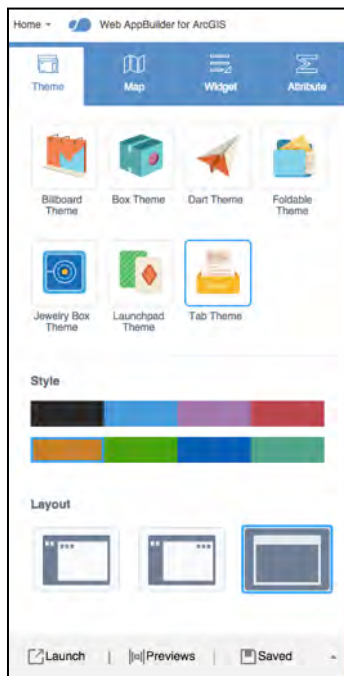 Home Web AppBuilder for ArcGIS
Theme Map Widget Attribute
Billboard Theme
Box Theme
Dart Theme
Foldable Theme
Jewelry Box Theme
Launchpad Theme
Tab Theme
Style
Layout
Launch | Previews | Saved